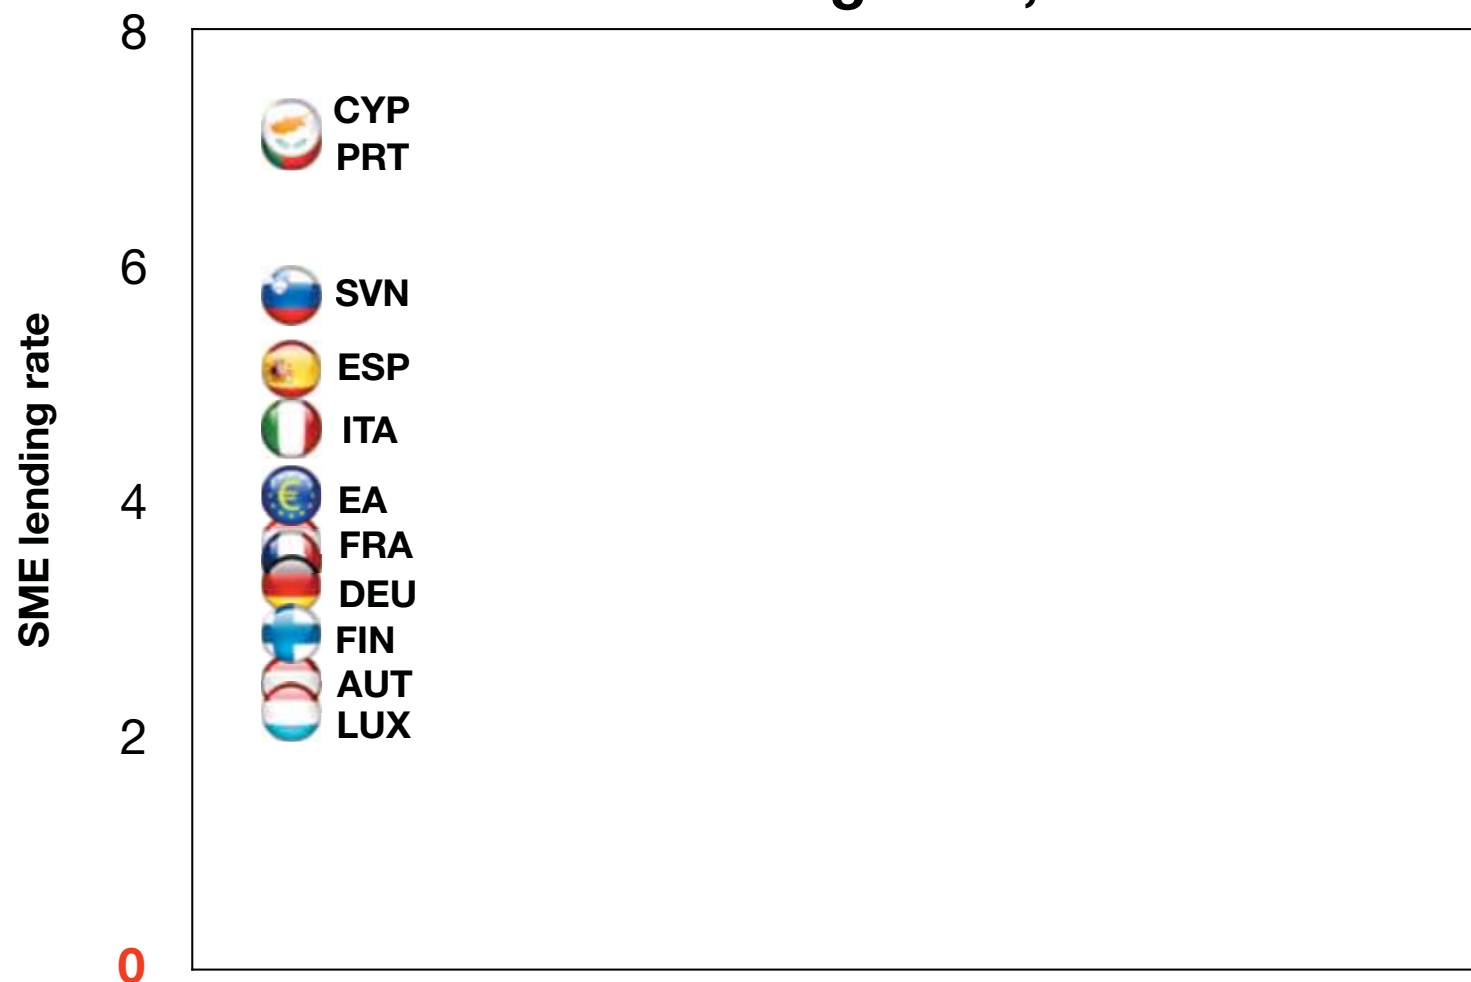 8
CYP
PRT
6
SVN
ESP
ITA
SME lending rate
4
EA
FRA
DEU
FIN
AUT
2
LUX
0